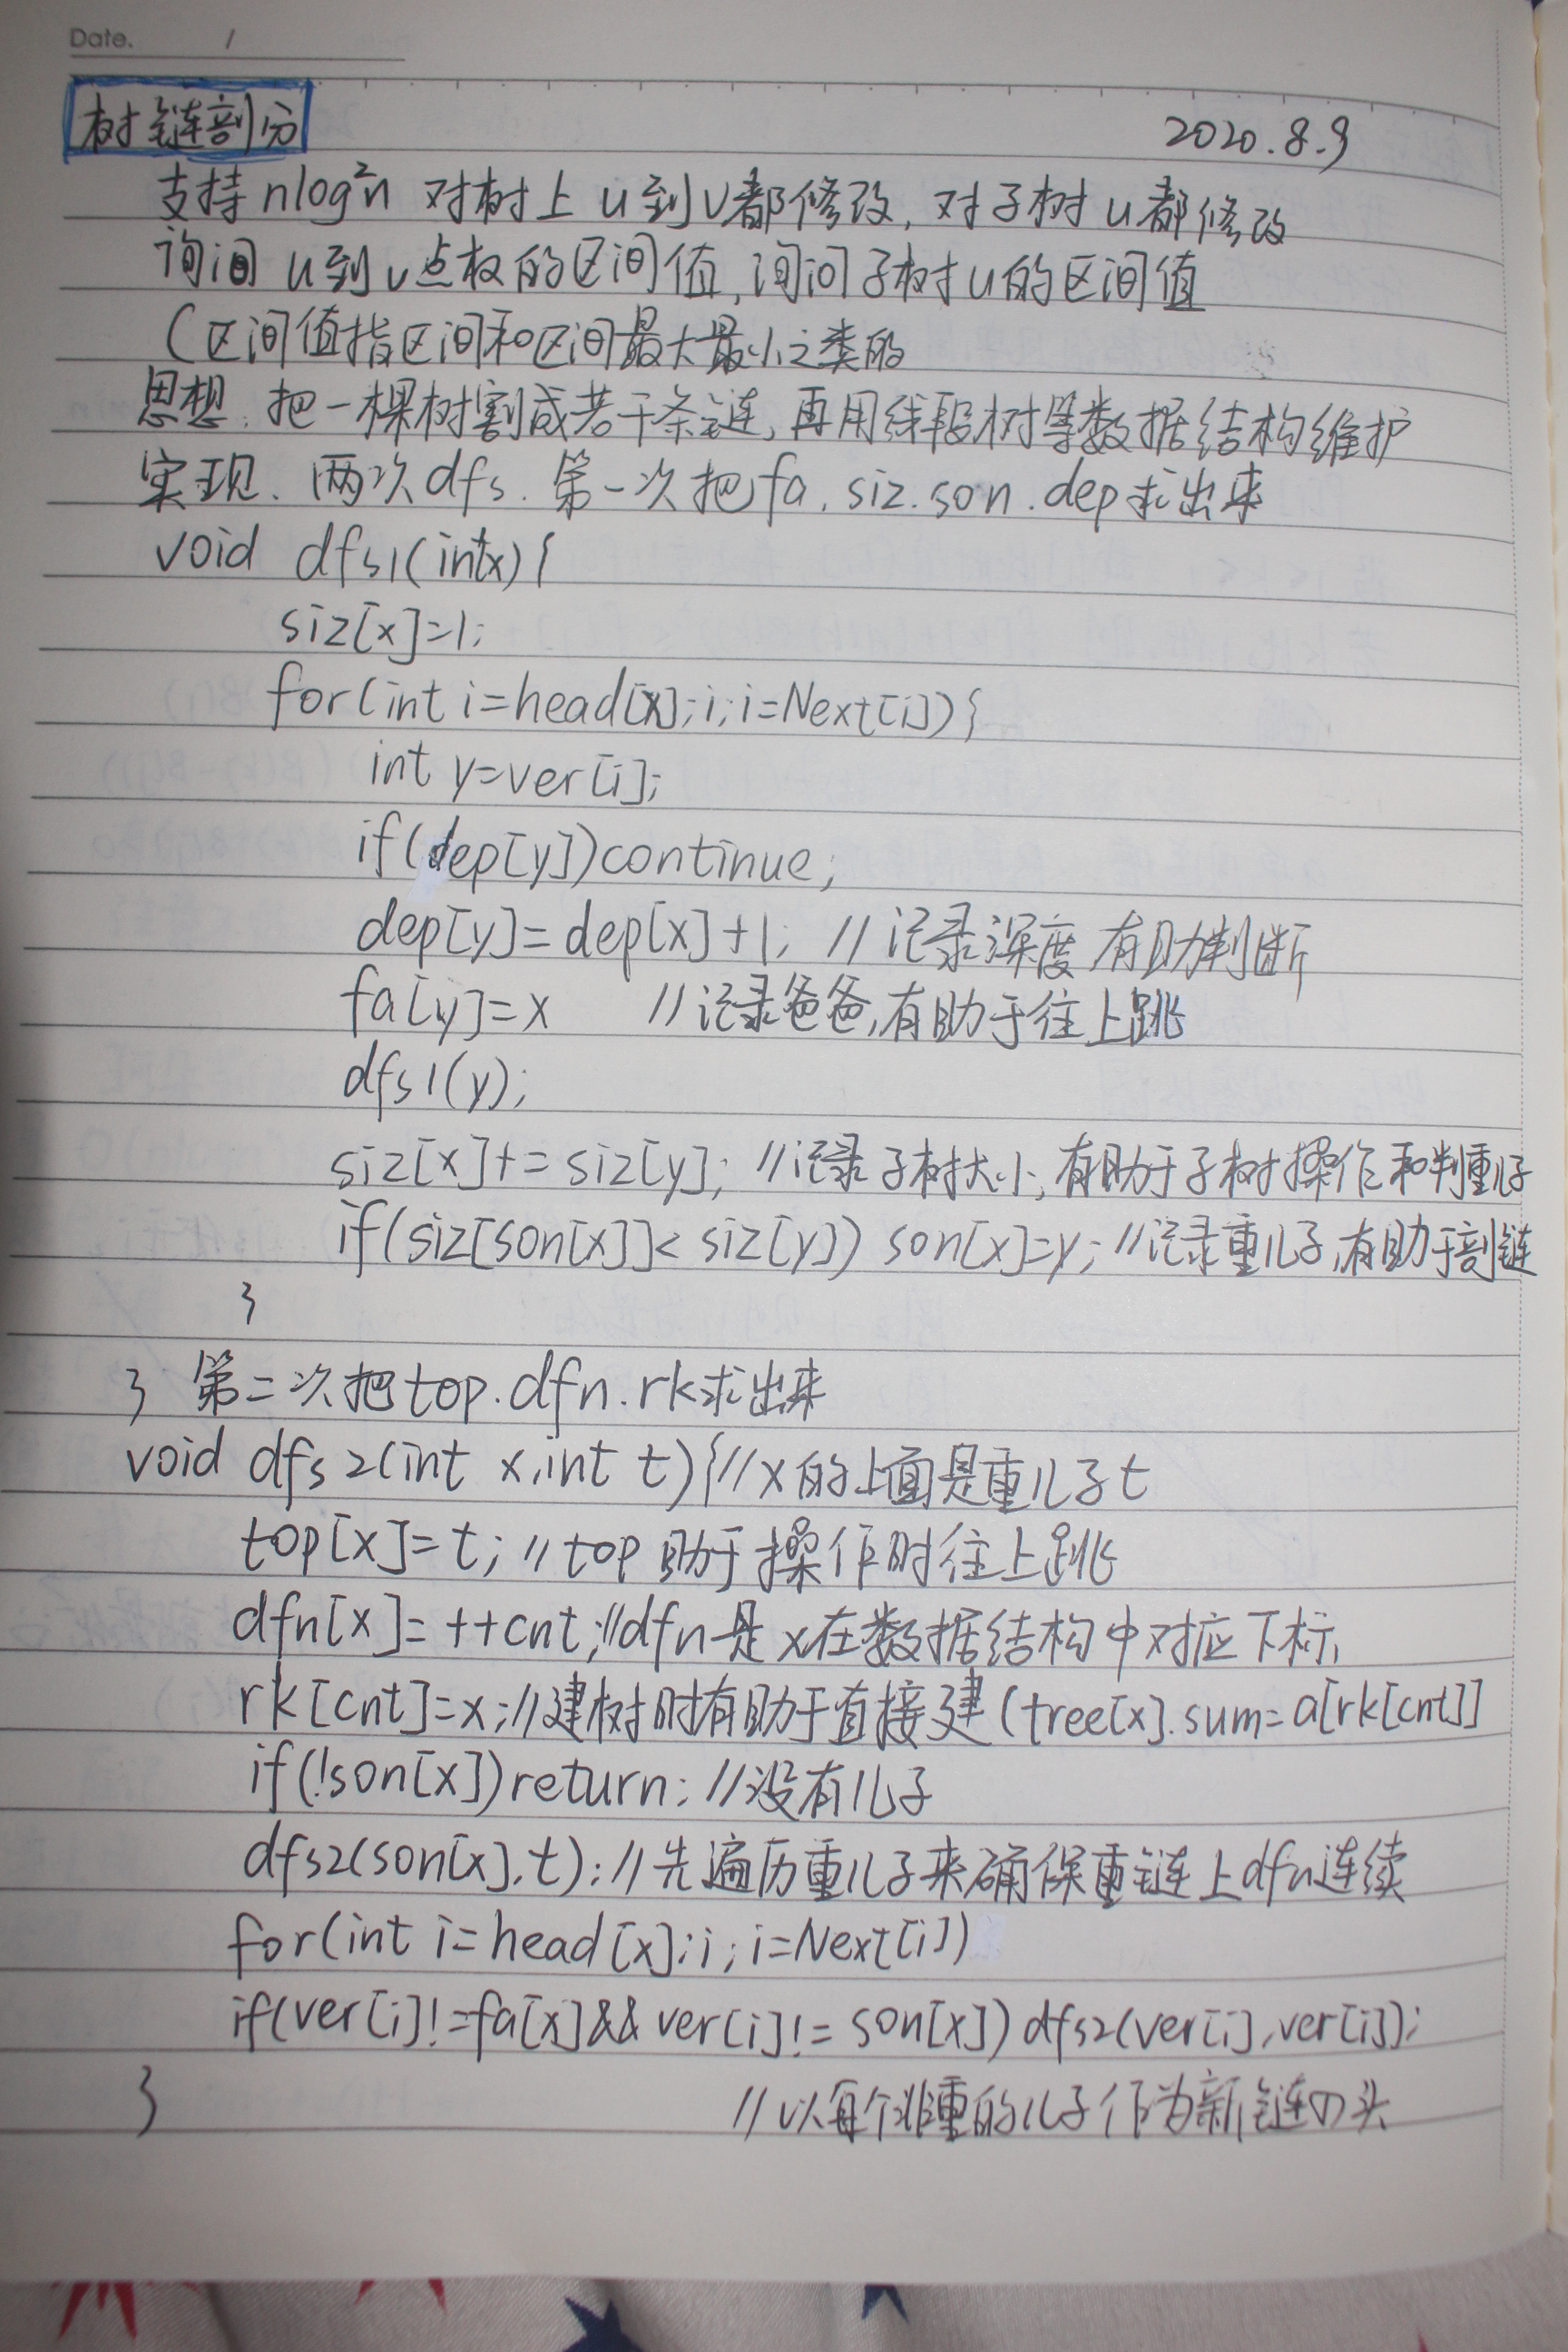 Date. /
树链剖分
2020.8.9
支持nlog²n 对树上u到v都修改,对子树u都修改
询问u到v点权的区间值,询问子树u的区间值
(区间值指区间和区间最大最小之类的
思想.把一棵树割成若干条链,再用线段树等数据结构维护
实现.两次dfs.第一次把fa.siz.son.dep求出来
void dfs1(intx){
siz[x]=1;
for(int i=head[x];i;i=Next[i]){
int y=ver[i];
if(dep[y])continue;
dep[y]=dep[x]+1; //记录深度 有助判断
fa[y]=x //记录爸爸,有助于往上跳
dfs1(y);
siz[x]+=siz[y]; //记录子树大小,有助于子树操作和判重儿子
if(siz[son[x]]<siz[y]) son[x]=y; //记录重儿子,有助于剖链
}
} 第二次把top.dfn.rk求出来
void dfs2(int x,int t){//x的上面是重儿子t
top[x]=t; //top助于操作时往上跳
dfn[x]=++cnt;//dfn是x在数据结构中对应下标,
rk[cnt]=x;//建树时有助于直接建(tree[x].sum=a[rk[cnt]]
if(!son[x])return; //没有儿子
dfs2(son[x],t);//先遍历重儿子来确保重链上dfn连续
for(int i=head[x];i;i=Next[i])
if(ver[i]!=fa[x]&&ver[i]!=son[x])dfs2(ver[i],ver[i]);
} //以每个非重的儿子作为新链の头